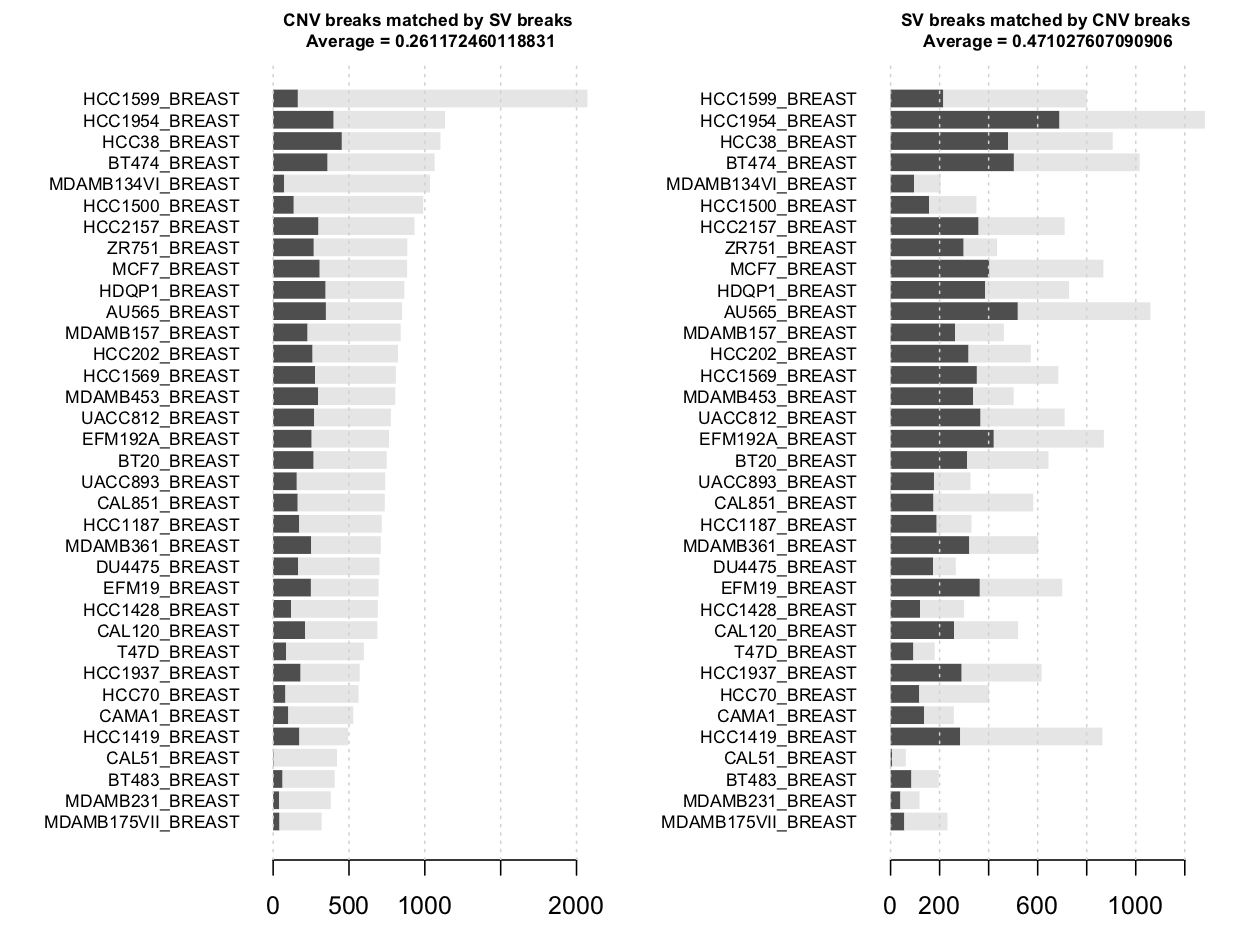 CNV breaks matched by SV breaks
Average = 0.261172460118831
HCC1599_BREAST
HCC1954_BREAST
HCC38_BREAST
BT474_BREAST
MDAMB134VI_BREAST
HCC1500_BREAST
HCC2157_BREAST
ZR751_BREAST
MCF7_BREAST
HDQP1_BREAST
AU565_BREAST
MDAMB157_BREAST
HCC202_BREAST
HCC1569_BREAST
MDAMB453_BREAST
UACC812_BREAST
EFM192A_BREAST
BT20_BREAST
UACC893_BREAST
CAL851_BREAST
HCC1187_BREAST
MDAMB361_BREAST
DU4475_BREAST
EFM19_BREAST
HCC1428_BREAST
CAL120_BREAST
T47D_BREAST
HCC1937_BREAST
HCC70_BREAST
CAMA1_BREAST
HCC1419_BREAST
CAL51_BREAST
BT483_BREAST
MDAMB231_BREAST
MDAMB175VII_BREAST
0 500 1000 2000
SV breaks matched by CNV breaks
Average = 0.471027607090906
HCC1599_BREAST
HCC1954_BREAST
HCC38_BREAST
BT474_BREAST
MDAMB134VI_BREAST
HCC1500_BREAST
HCC2157_BREAST
ZR751_BREAST
MCF7_BREAST
HDQP1_BREAST
AU565_BREAST
MDAMB157_BREAST
HCC202_BREAST
HCC1569_BREAST
MDAMB453_BREAST
UACC812_BREAST
EFM192A_BREAST
BT20_BREAST
UACC893_BREAST
CAL851_BREAST
HCC1187_BREAST
MDAMB361_BREAST
DU4475_BREAST
EFM19_BREAST
HCC1428_BREAST
CAL120_BREAST
T47D_BREAST
HCC1937_BREAST
HCC70_BREAST
CAMA1_BREAST
HCC1419_BREAST
CAL51_BREAST
BT483_BREAST
MDAMB231_BREAST
MDAMB175VII_BREAST
0 200 600 1000